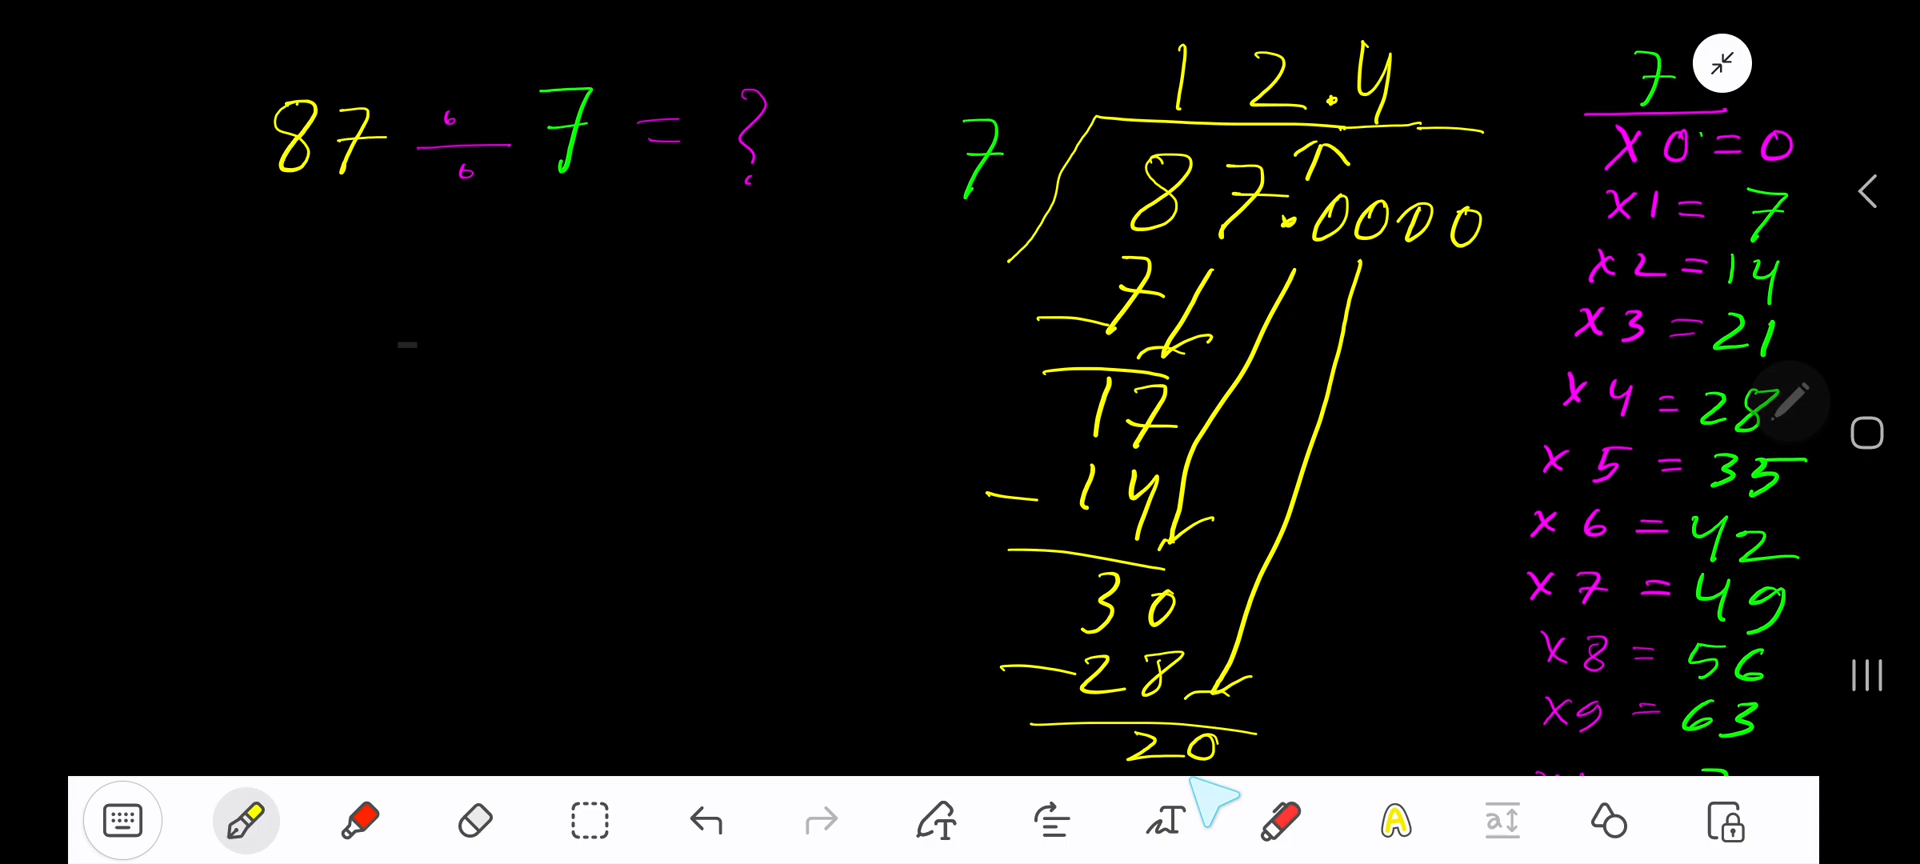 87 ÷ 7 = ?
12.4
7
87.0000
7
17
- 14
30
- 28
20
7
x 0 = 0
x 1 = 7
x 2 = 14
x 3 = 21
x 4 = 28
x 5 = 35
x 6 = 42
x 7 = 49
x 8 = 56
x 9 = 63